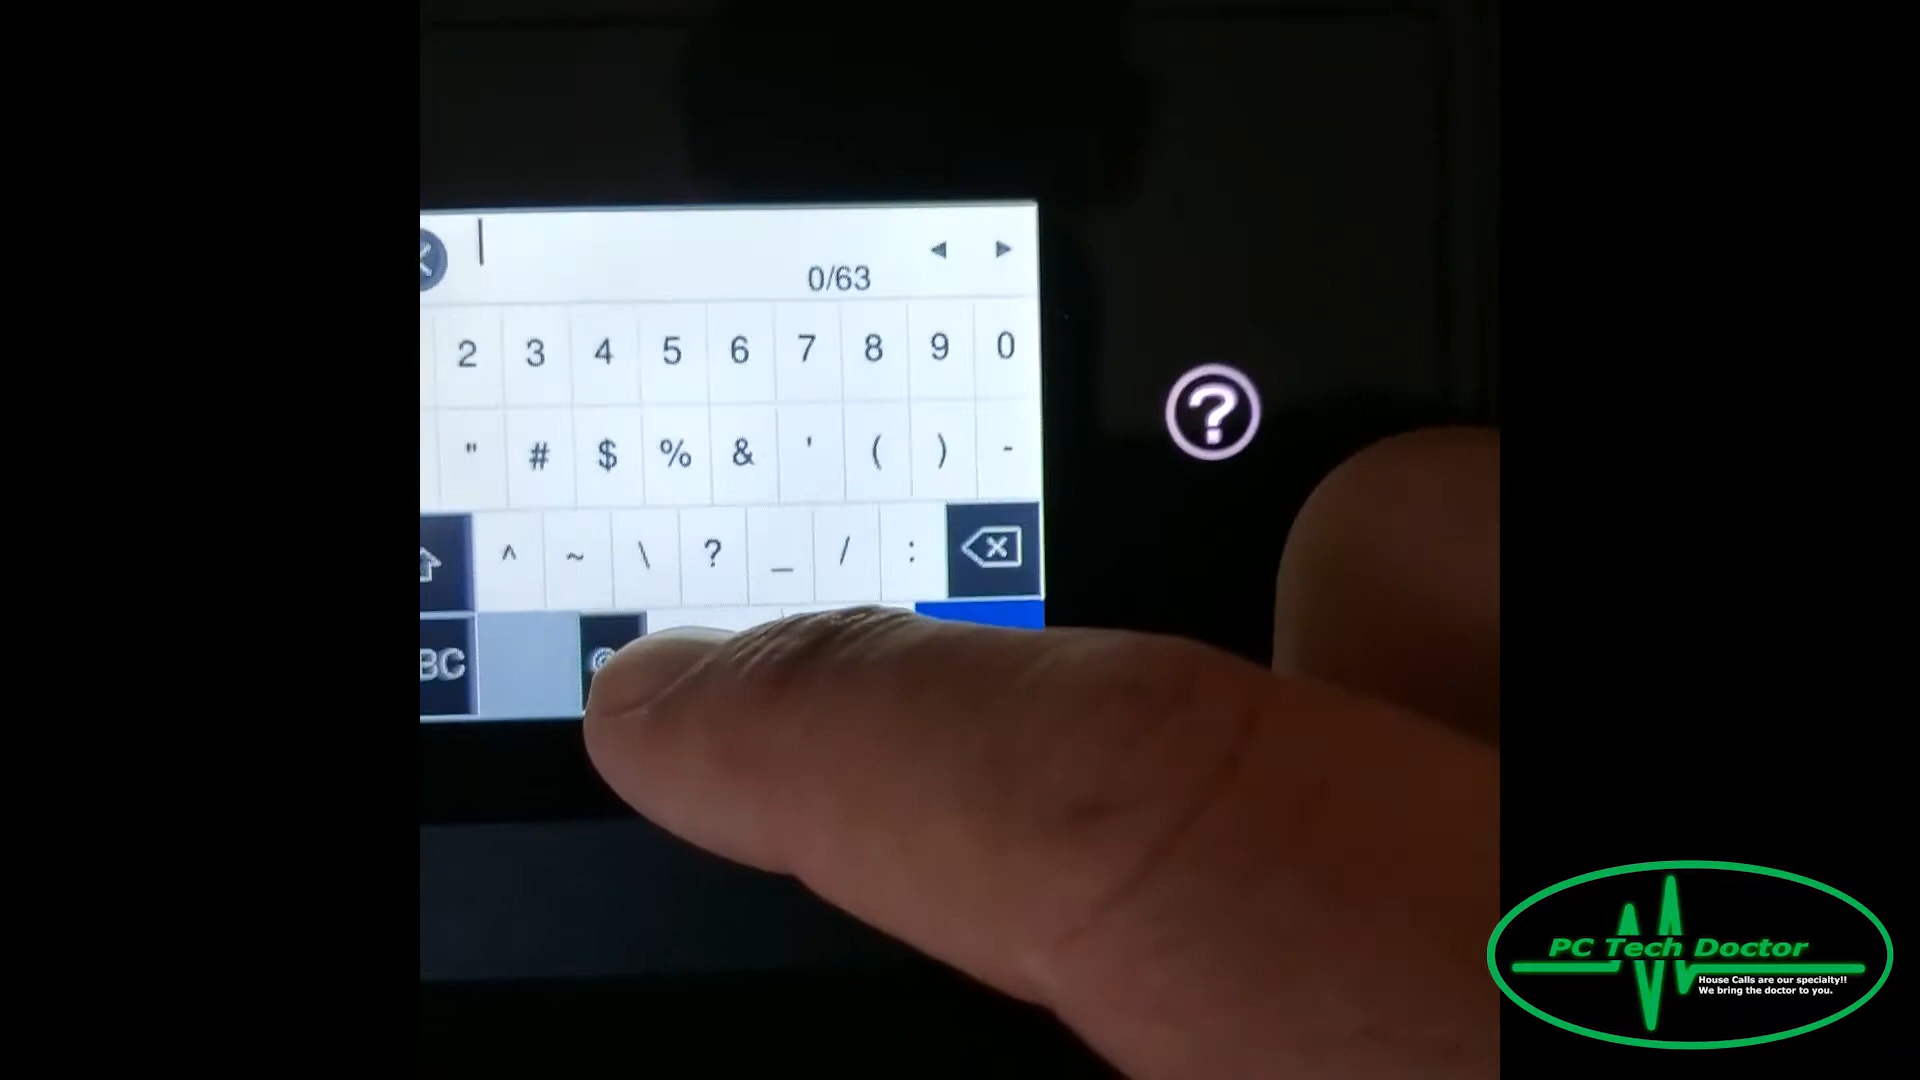 0/63
2 3 4 5 6 7 8 9 0
" # $ % & ' ( ) -
^ ~ \ ? _ / :
BC @
?
PC Tech Doctor
House Calls are our specialty!!
We bring the doctor to you.